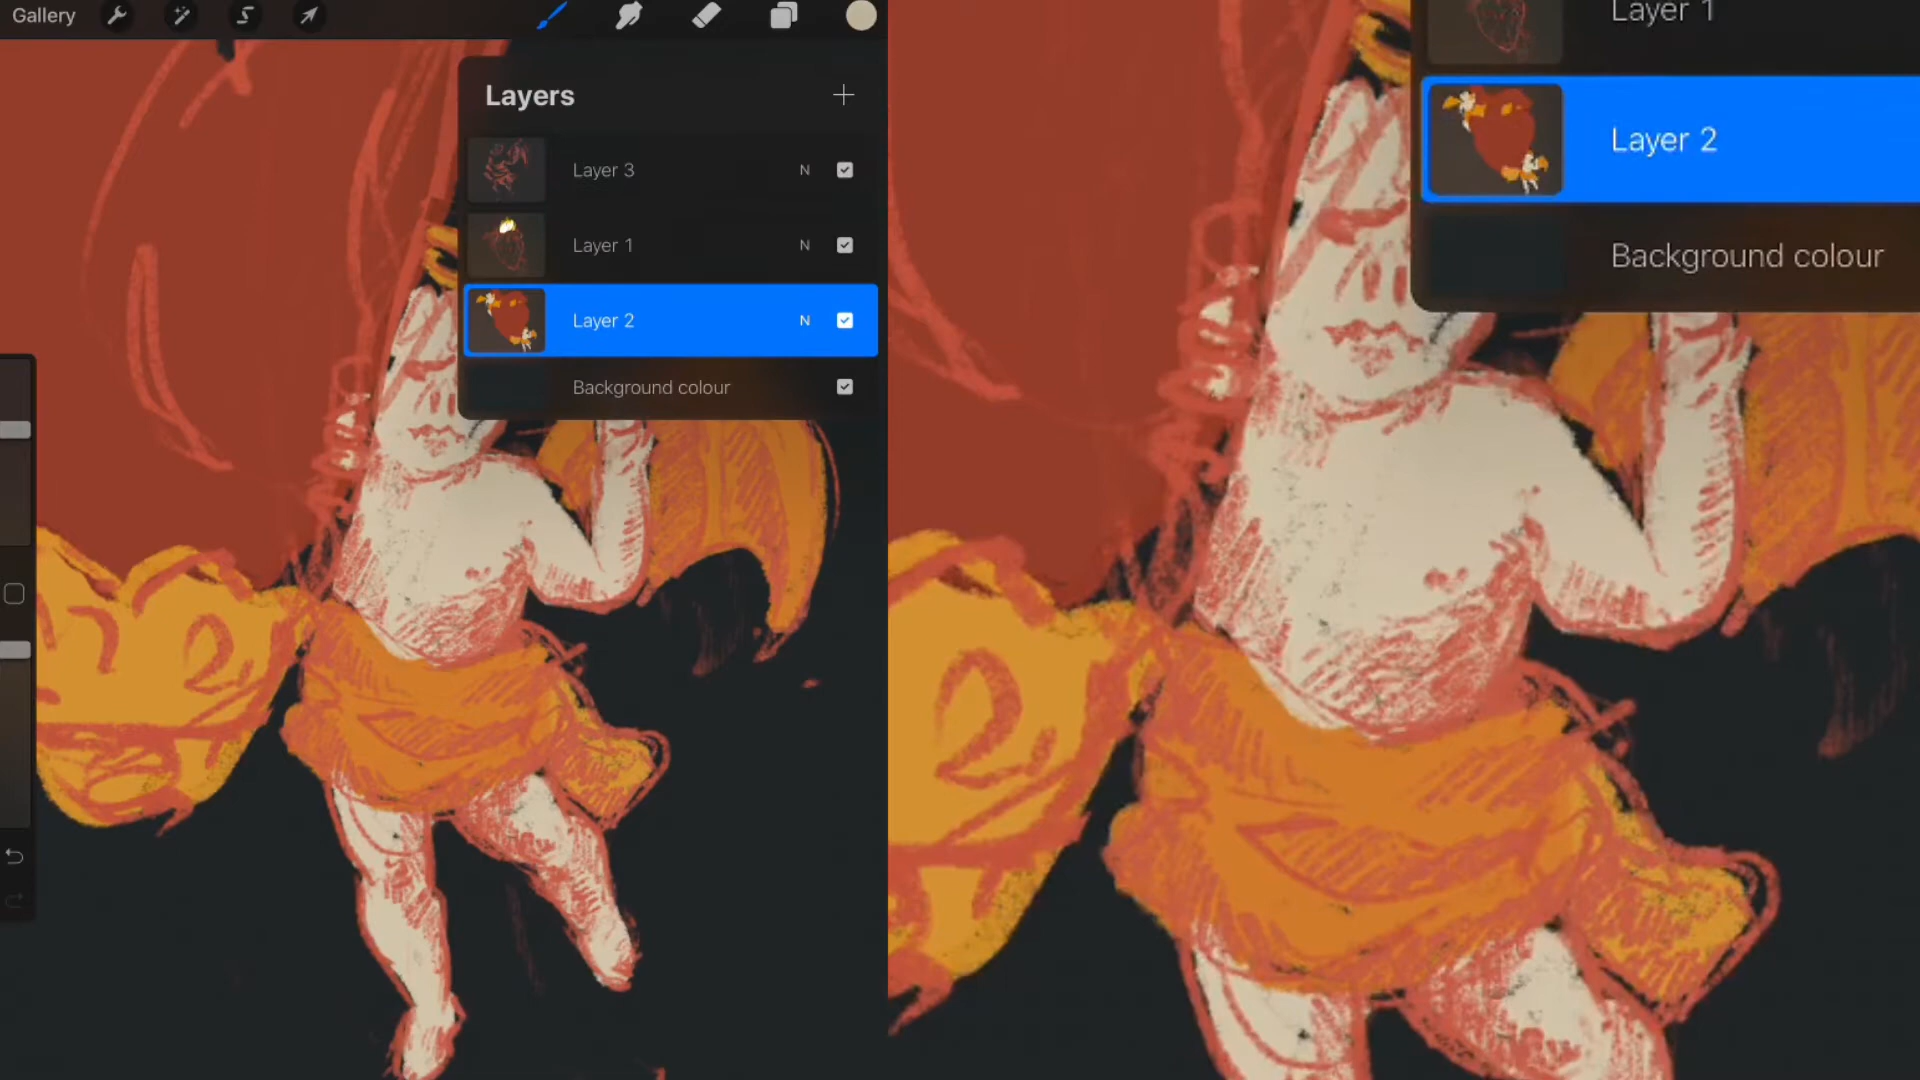 Gallery
Layers
Layer 3 N
Layer 1 N
Layer 2 N
Background colour
Layer 1
Layer 2
Background colour